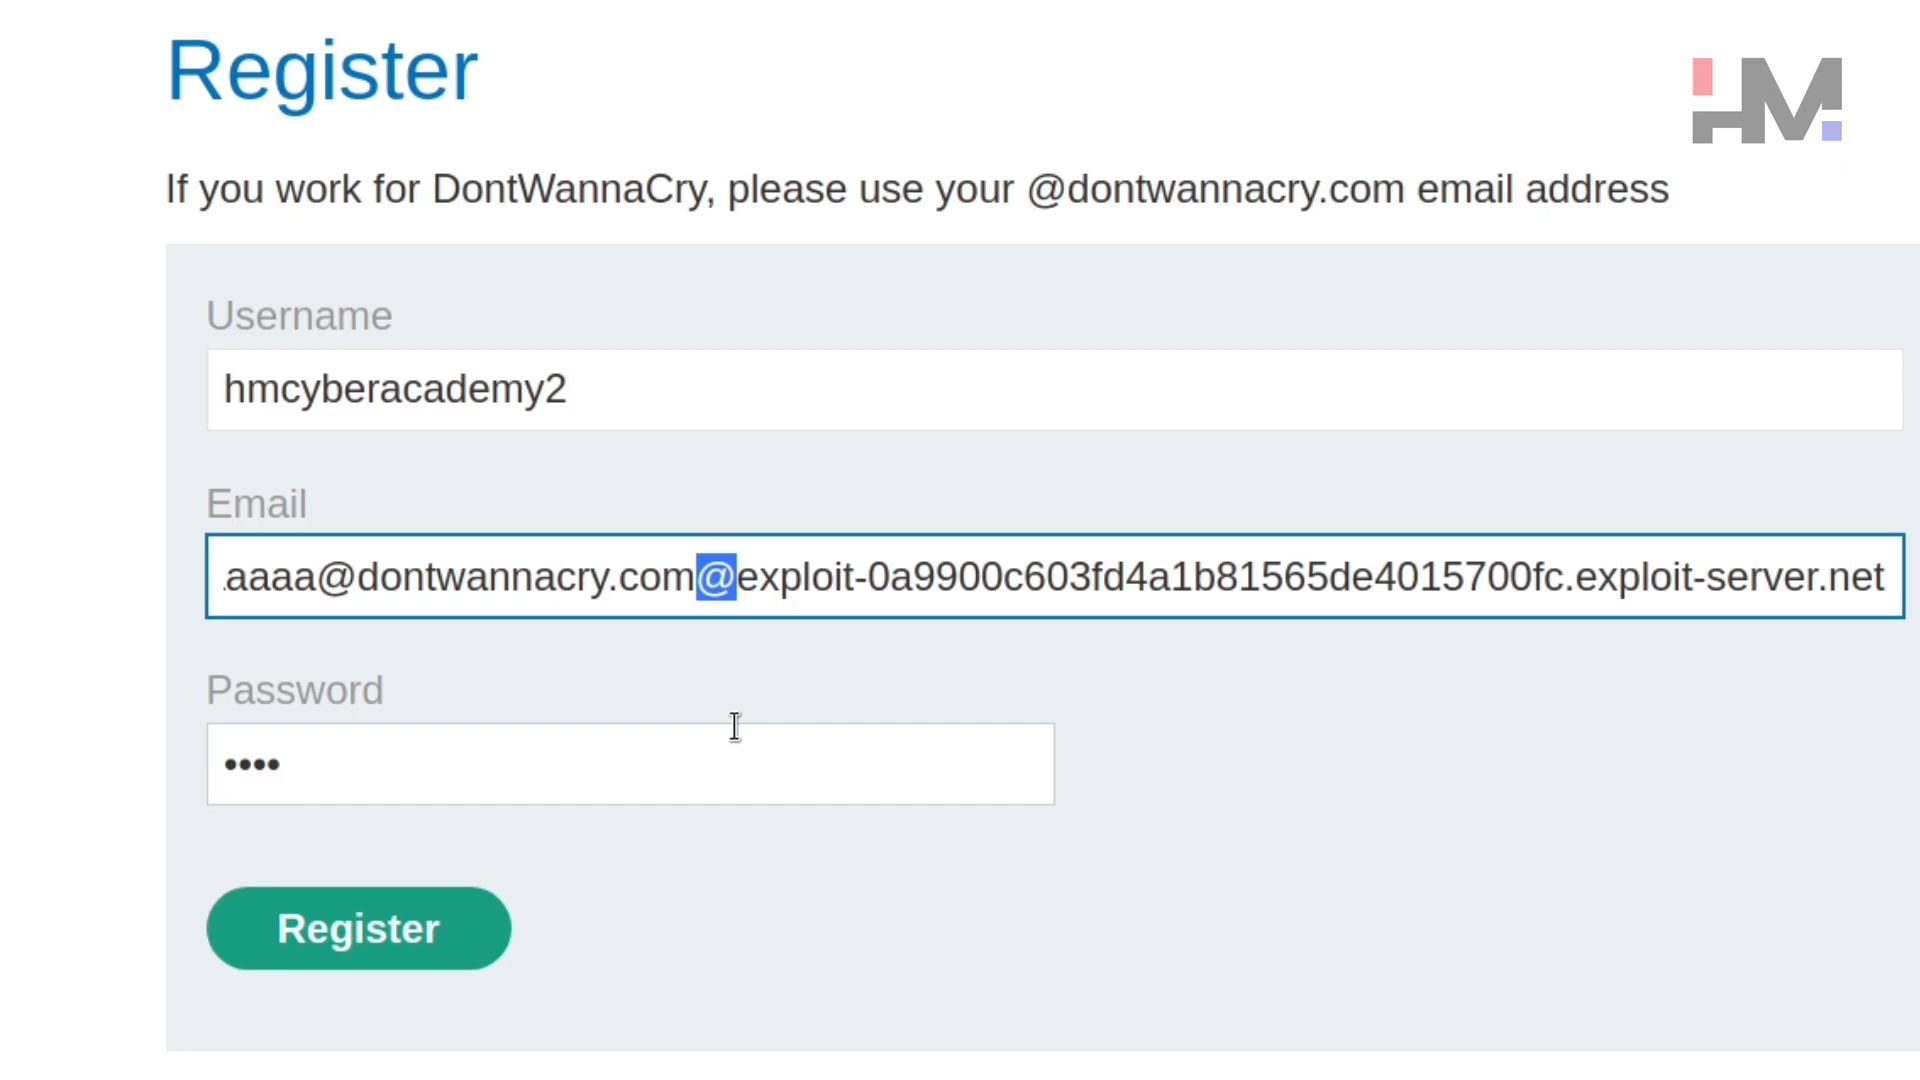 Register
HM
If you work for DontWannaCry, please use your @dontwannacry.com email address
Username
hmcyberacademy2
Email
aaaa@dontwannacry.com@exploit-0a9900c603fd4a1b81565de4015700fc.exploit-server.net
Password
••••
Register